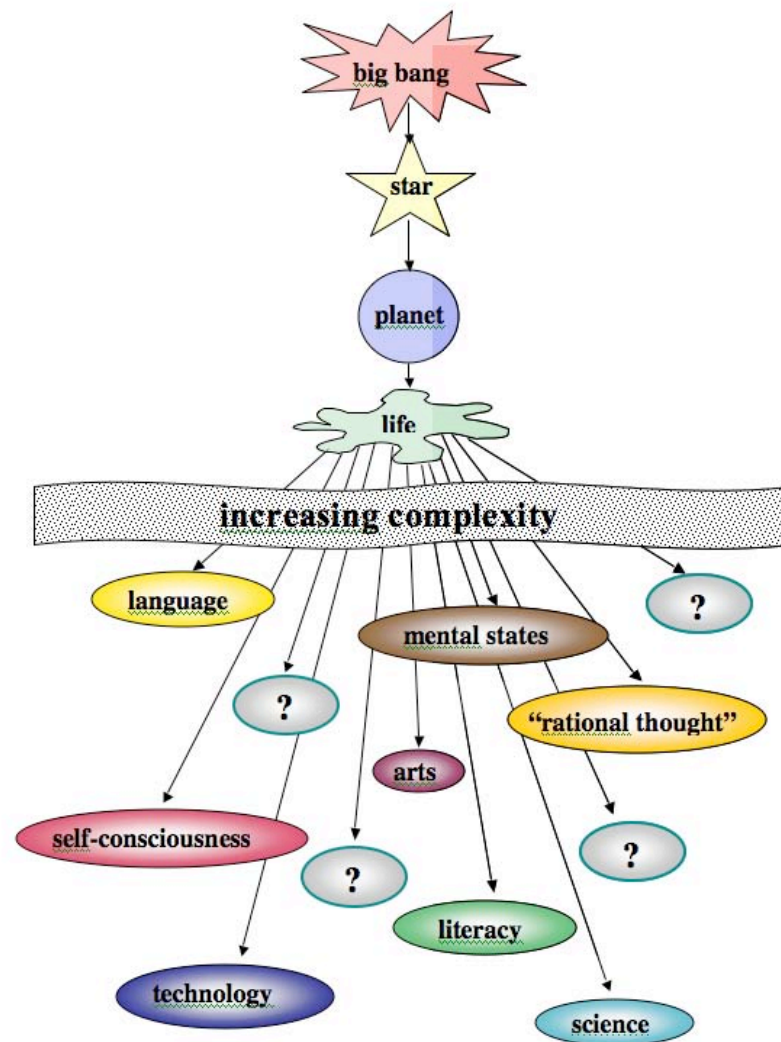 big bang
star
planet
life
increasing complexity
language
?
mental states
?
"rational thought"
arts
self-consciousness
?
?
literacy
technology
science